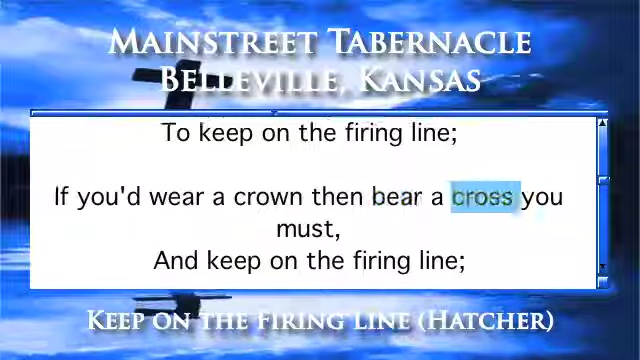 Mainstreet Tabernacle
Belleville, Kansas
To keep on the firing line;
If you'd wear a crown then bear a cross you
must,
And keep on the firing line;
Keep on the Firing Line (Hatcher)